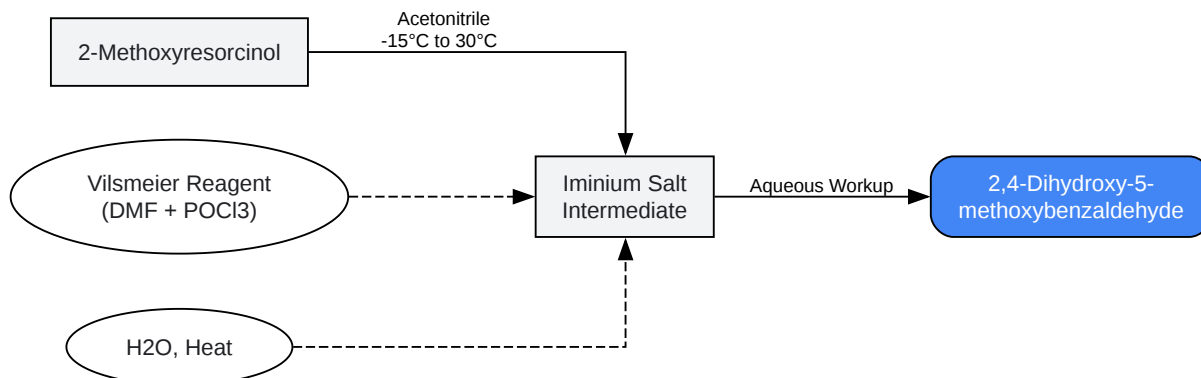 Acetonitrile
-15°C to 30°C
2-Methoxyresorcinol
Vilsmeier Reagent
(DMF + POCl3)
Iminium Salt
Intermediate
Aqueous Workup
2,4-Dihydroxy-5-
methoxybenzaldehyde
H2O, Heat